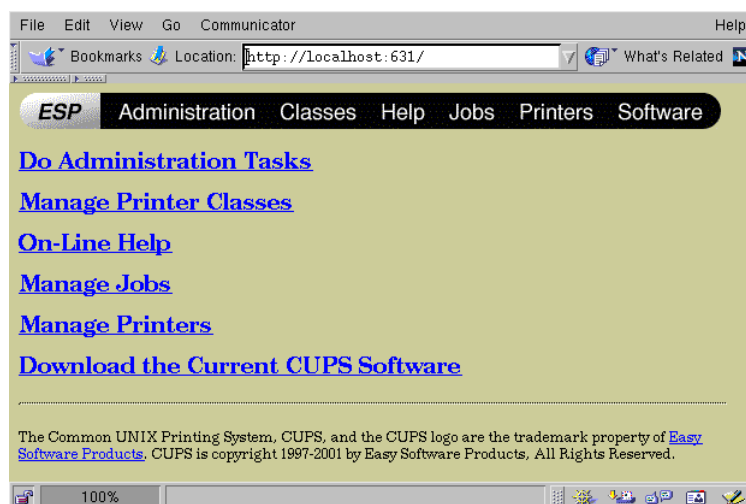 File Edit View Go Communicator Help
Bookmarks Location: http://localhost:631/ What's Related N
ESP Administration Classes Help Jobs Printers Software
Do Administration Tasks
Manage Printer Classes
On-Line Help
Manage Jobs
Manage Printers
Download the Current CUPS Software
The Common UNIX Printing System, CUPS, and the CUPS logo are the trademark property of Easy
Software Products. CUPS is copyright 1997-2001 by Easy Software Products, All Rights Reserved.
100%